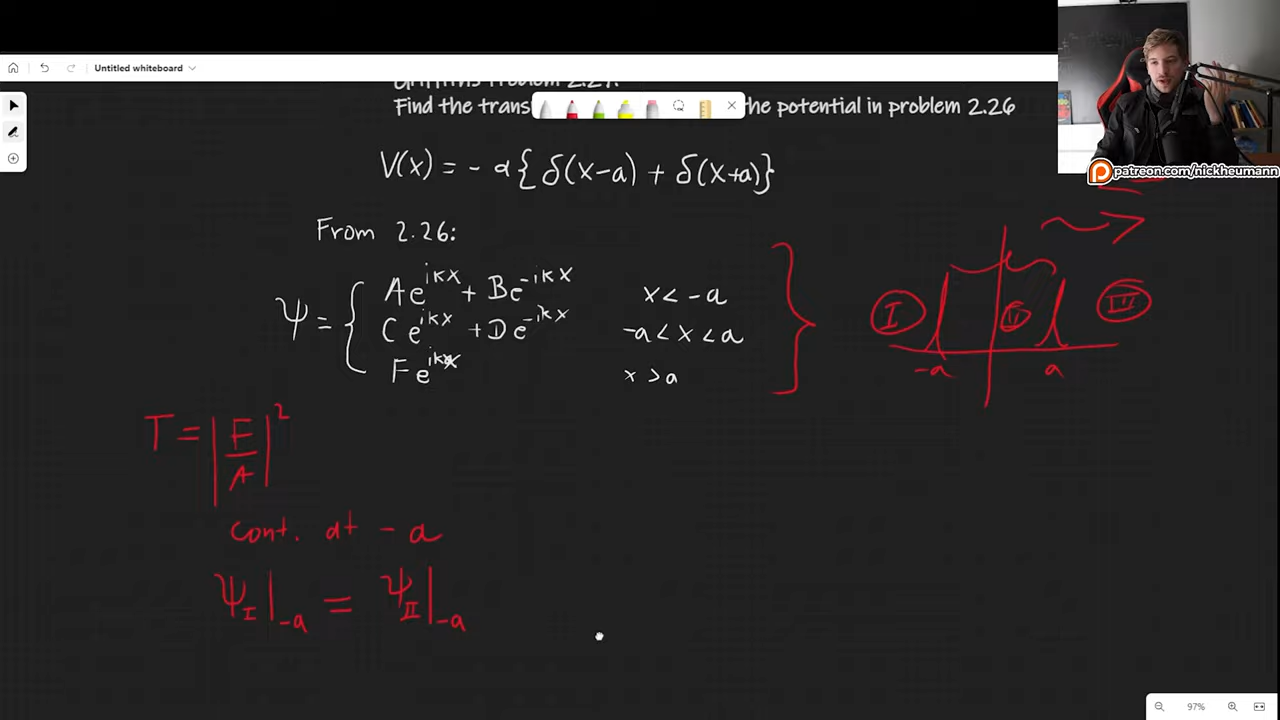 Untitled whiteboard
Find the trans the potential in problem 2.26
patreon.com/nickheumann
V(x) = - α{ δ(x-a) + δ(x+a)}
From 2.26:
Ψ = { Ae^{ikx} + Be^{-ikx} x < -a
Ce^{ikx} + De^{-ikx} -a < x < a
Fe^{ikx} x > a
I II III
-a a
T = |F/A|^2
cont. at - a
Ψ_I|_{-a} = Ψ_{II}|_{-a}
97%